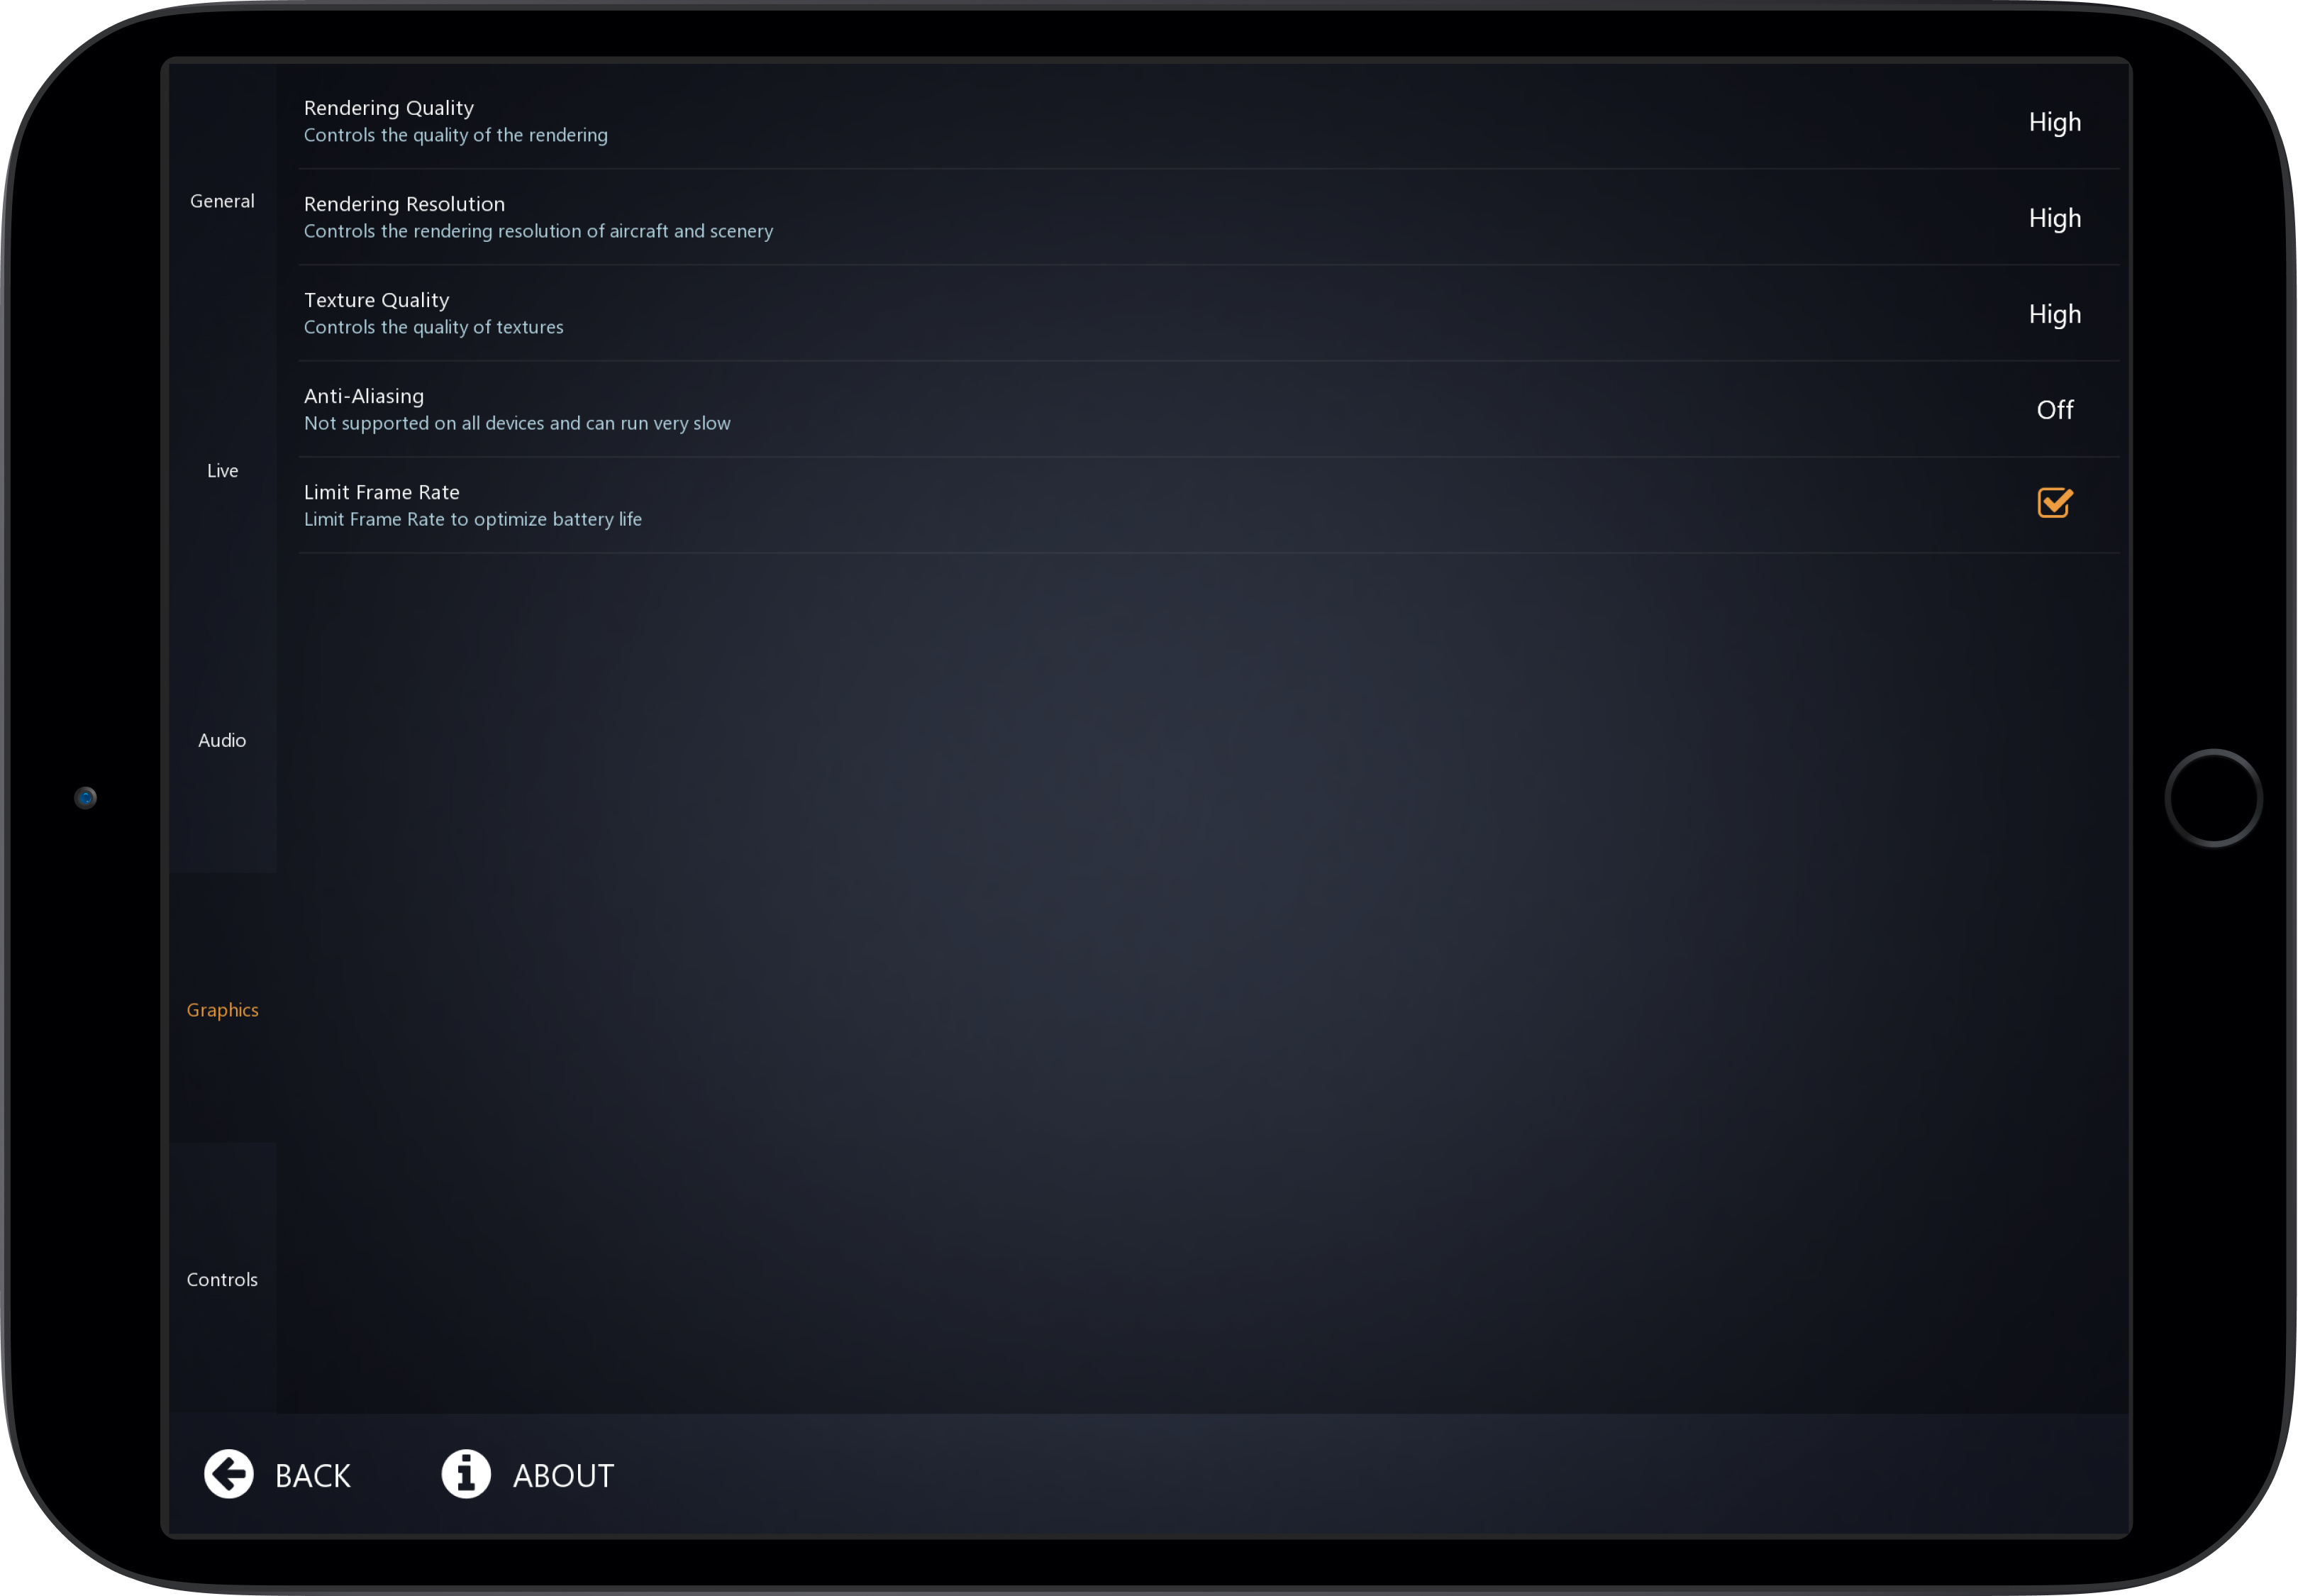 General
Live
Audio
Graphics
Controls
Rendering Quality
Controls the quality of the rendering
High
Rendering Resolution
Controls the rendering resolution of aircraft and scenery
High
Texture Quality
Controls the quality of textures
High
Anti-Aliasing
Not supported on all devices and can run very slow
Off
Limit Frame Rate
Limit Frame Rate to optimize battery life
BACK
ABOUT